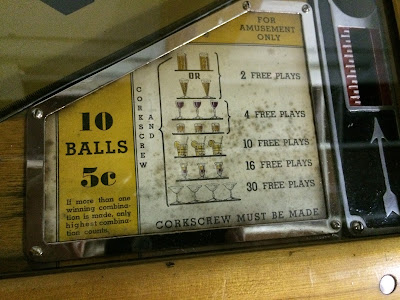 FOR
AMUSEMENT
ONLY
10
BALLS
5c
If more than one
winning combina-
tion is made, only
highest combina-
tion counts.
CORKSCREW
AND
OR
2 FREE PLAYS
4 FREE PLAYS
10 FREE PLAYS
16 FREE PLAYS
30 FREE PLAYS
CORKSCREW MUST BE MADE